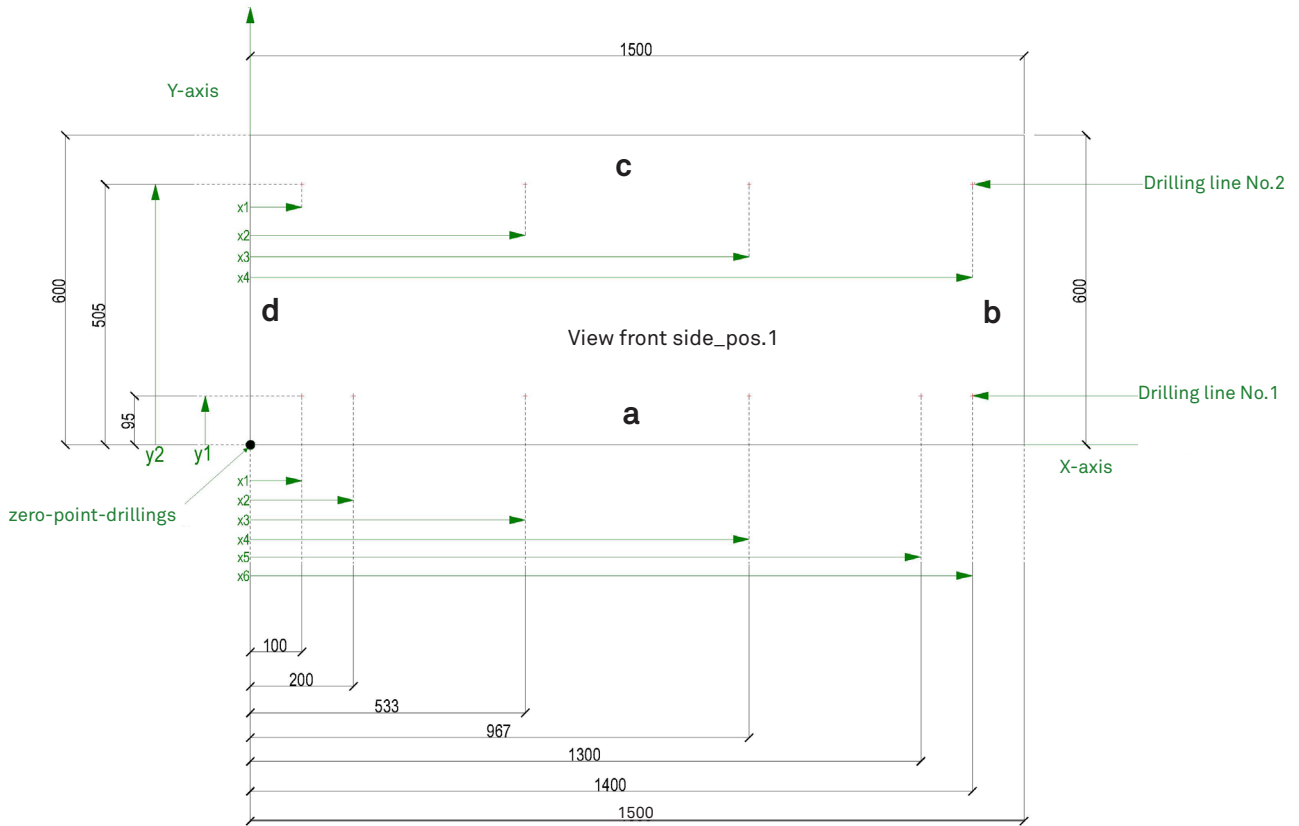 1500
Y-axis
c
Drilling line No.2
x1
x2
x3
x4
600
505
600
d
b
View front side_pos.1
95
a
Drilling line No.1
y2
y1
X-axis
x1
zero-point-drillings
x2
x3
x4
x5
x6
100
200
533
967
1300
1400
1500